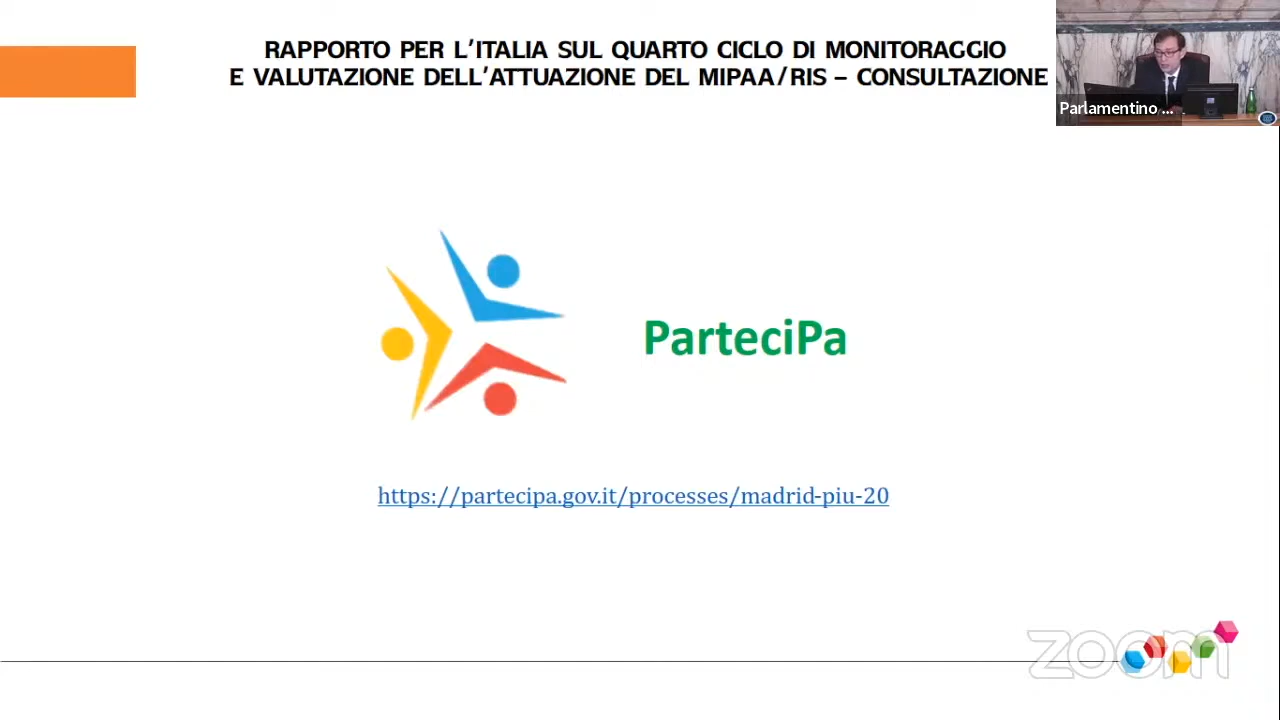 RAPPORTO PER L'ITALIA SUL QUARTO CICLO DI MONITORAGGIO
E VALUTAZIONE DELL'ATTUAZIONE DEL MIPAA/RIS – CONSULTAZIONE
Parlamentino ...
ParteciPa
https://partecipa.gov.it/processes/madrid-piu-20
zoom